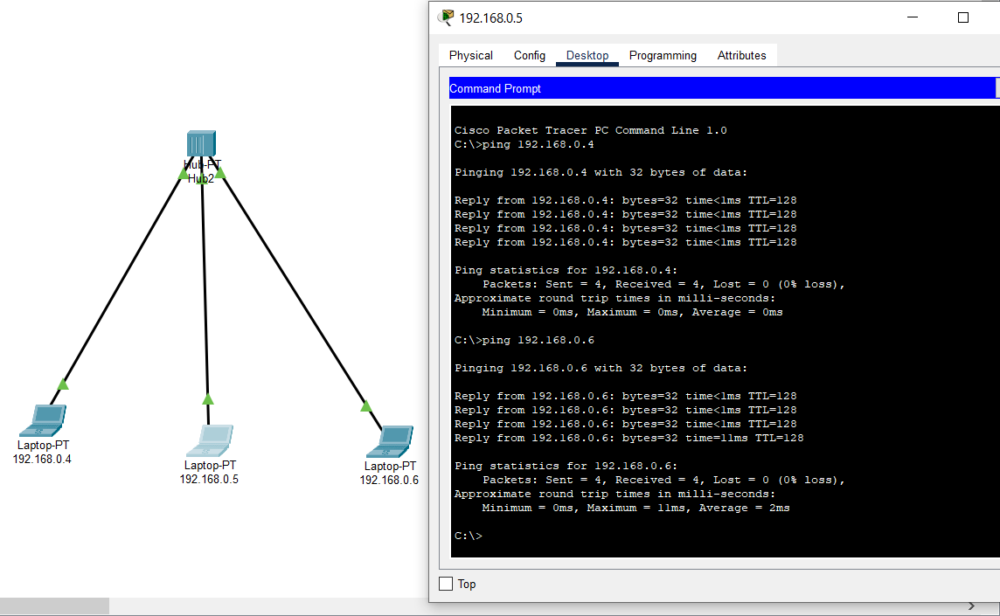 Hub-PT
Hub2
Laptop-PT
192.168.0.4
Laptop-PT
192.168.0.5
Laptop-PT
192.168.0.6
192.168.0.5
Physical Config Desktop Programming Attributes
Command Prompt
Cisco Packet Tracer PC Command Line 1.0
C:\>ping 192.168.0.4
Pinging 192.168.0.4 with 32 bytes of data:
Reply from 192.168.0.4: bytes=32 time<1ms TTL=128
Reply from 192.168.0.4: bytes=32 time<1ms TTL=128
Reply from 192.168.0.4: bytes=32 time<1ms TTL=128
Reply from 192.168.0.4: bytes=32 time<1ms TTL=128
Ping statistics for 192.168.0.4:
    Packets: Sent = 4, Received = 4, Lost = 0 (0% loss),
Approximate round trip times in milli-seconds:
    Minimum = 0ms, Maximum = 0ms, Average = 0ms
C:\>ping 192.168.0.6
Pinging 192.168.0.6 with 32 bytes of data:
Reply from 192.168.0.6: bytes=32 time<1ms TTL=128
Reply from 192.168.0.6: bytes=32 time<1ms TTL=128
Reply from 192.168.0.6: bytes=32 time<1ms TTL=128
Reply from 192.168.0.6: bytes=32 time=11ms TTL=128
Ping statistics for 192.168.0.6:
    Packets: Sent = 4, Received = 4, Lost = 0 (0% loss),
Approximate round trip times in milli-seconds:
    Minimum = 0ms, Maximum = 11ms, Average = 2ms
C:\>
Top